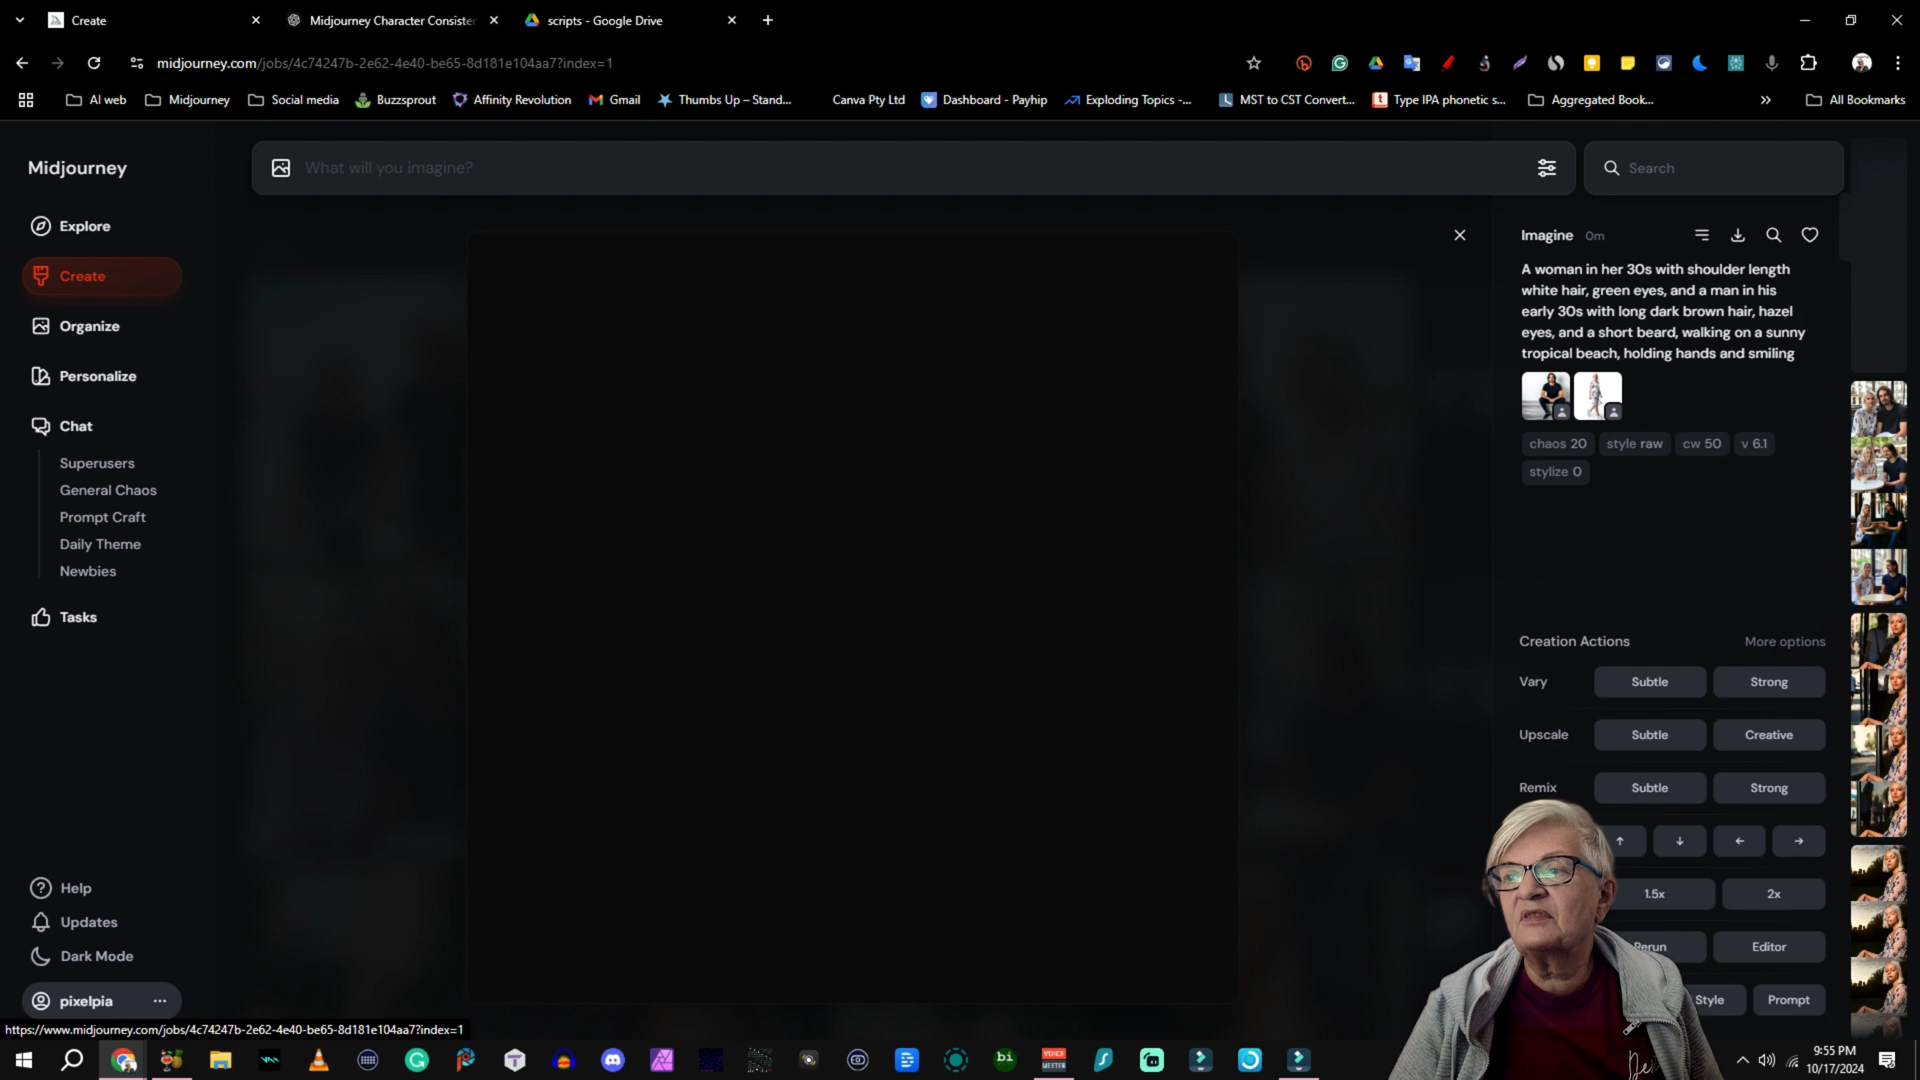 Create
Midjourney Character Consister
scripts - Google Drive
midjourney.com/jobs/4c74247b-2e62-4e40-be65-8d181e104aa7?index=1
AI web
Midjourney
Social media
Buzzsprout
Affinity Revolution
Gmail
Thumbs Up – Stand...
Canva Pty Ltd
Dashboard - Payhip
Exploding Topics -...
MST to CST Convert...
Type IPA phonetic s...
Aggregated Book...
All Bookmarks
Midjourney
What will you imagine?
Search
Explore
Create
Organize
Personalize
Chat
Superusers
General Chaos
Prompt Craft
Daily Theme
Newbies
Tasks
Help
Updates
Dark Mode
pixelpia
https://www.midjourney.com/jobs/4c74247b-2e62-4e40-be65-8d181e104aa7?index=1
Imagine 0m
A woman in her 30s with shoulder length
white hair, green eyes, and a man in his
early 30s with long dark brown hair, hazel
eyes, and a short beard, walking on a sunny
tropical beach, holding hands and smiling
chaos 20 style raw cw 50 v 6.1
stylize 0
Creation Actions More options
Vary Subtle Strong
Upscale Subtle Creative
Remix Subtle Strong
1.5x 2x
Rerun Editor
Style Prompt
bi
VOICE
MEETER
9:55 PM
10/17/2024